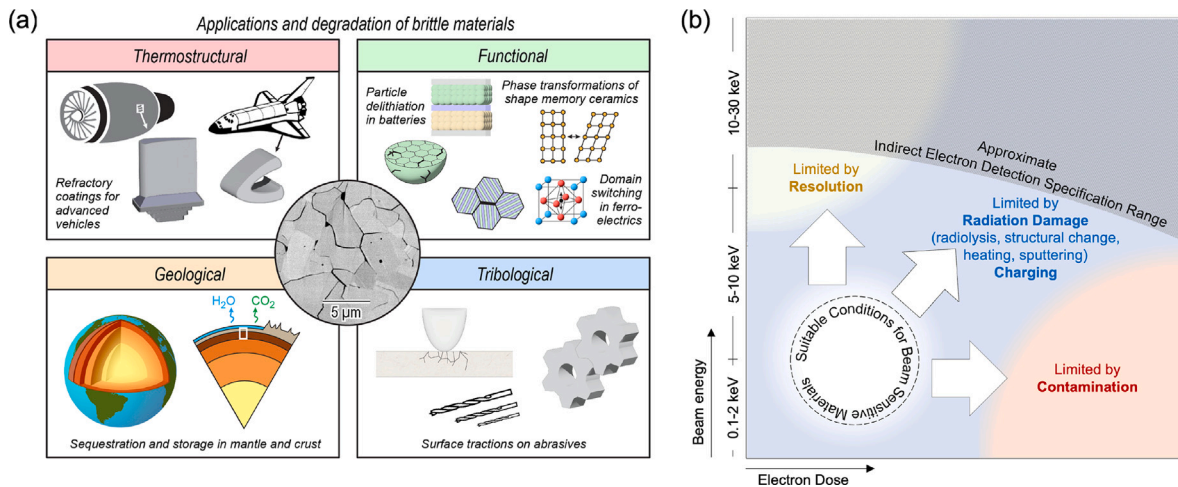 (a)
Applications and degradation of brittle materials
Thermostructural
Refractory
coatings for
advanced
vehicles
Functional
Particle
delithiation
in batteries
Phase transformations of
shape memory ceramics
Domain
switching
in ferro-
electrics
5 μm
Geological
H₂O
CO₂
Sequestration and storage in mantle and crust
Tribological
Surface tractions on abrasives
(b)
10-30 keV
5-10 keV
0.1-2 keV
Beam energy
Electron Dose
Approximate
Indirect Electron Detection Specification Range
Limited by
Resolution
Limited by
Radiation Damage
(radiolysis, structural change,
heating, sputtering)
Charging
Suitable Conditions for Beam Sensitive Materials
Limited by
Contamination